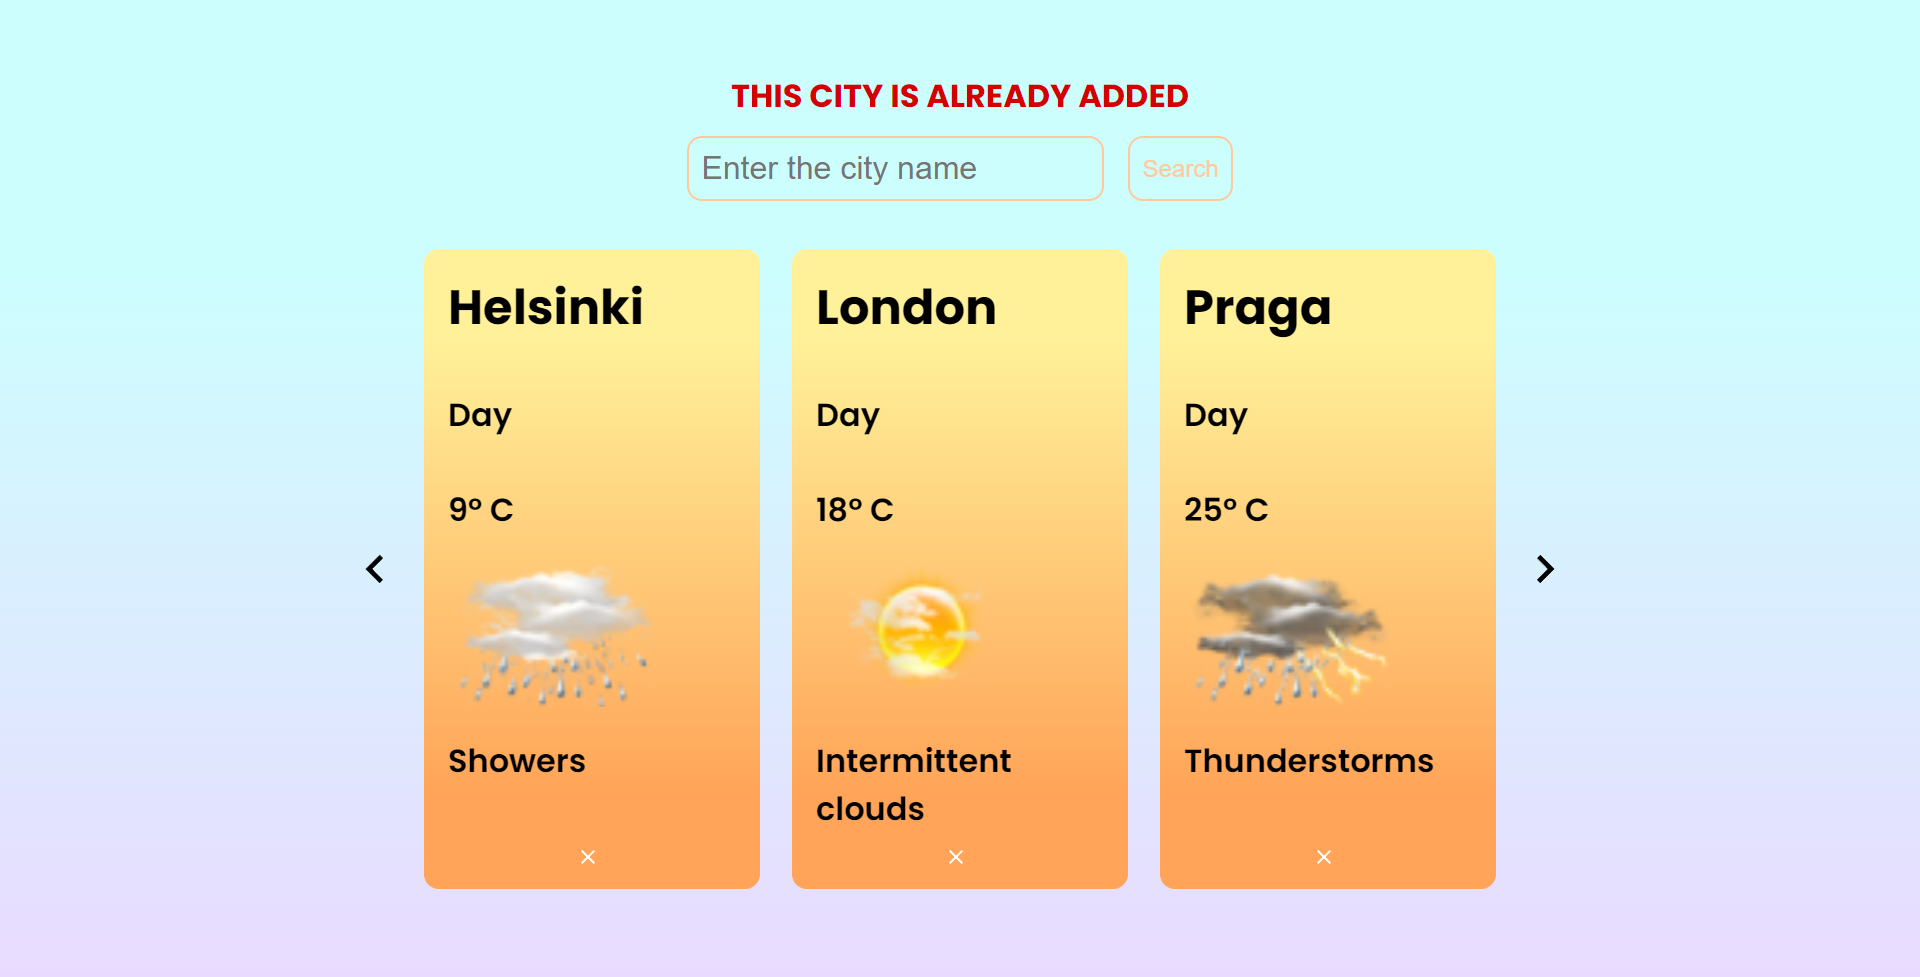 THIS CITY IS ALREADY ADDED
Enter the city name
Search
Helsinki
Day
9° C
Showers
London
Day
18° C
Intermittent
clouds
Praga
Day
25° C
Thunderstorms